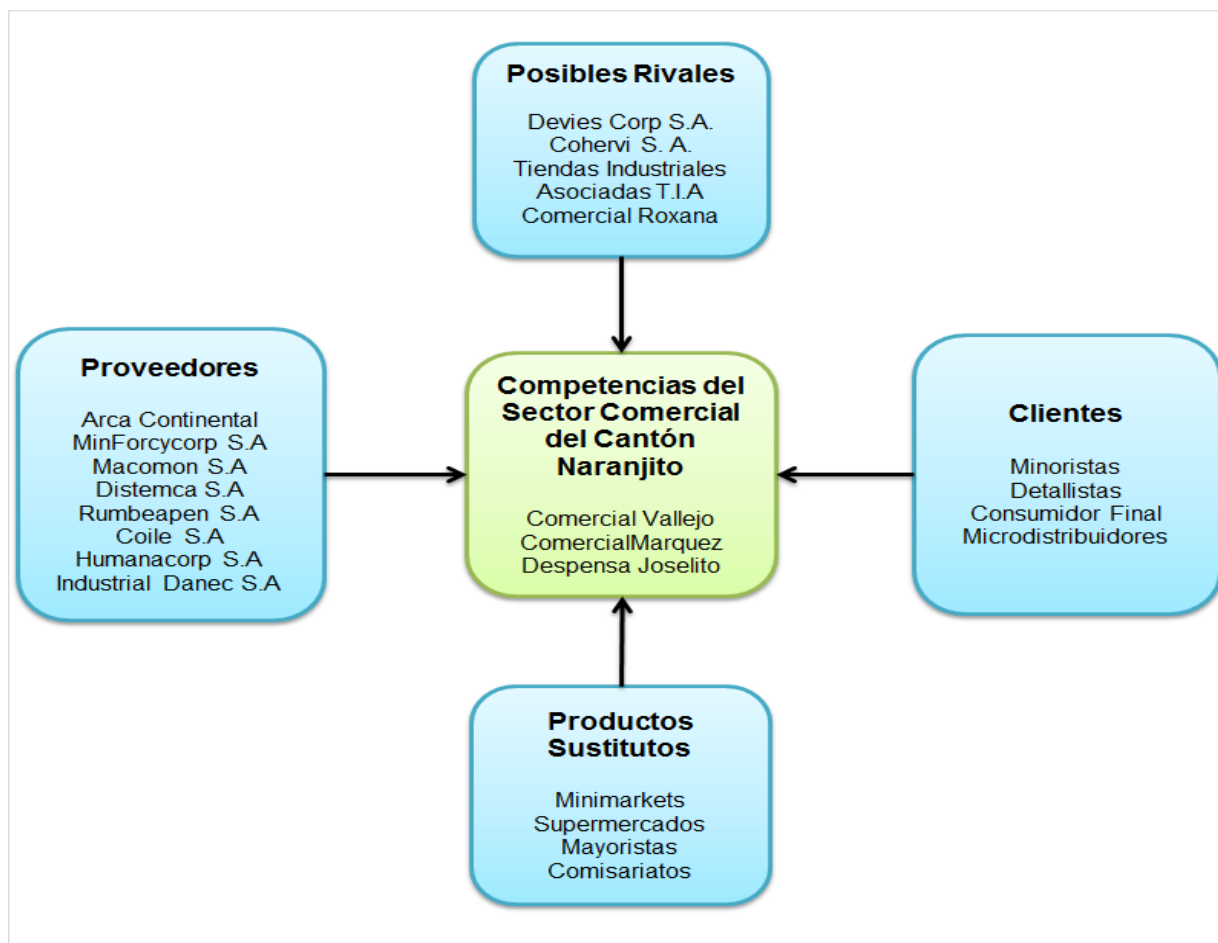 Posibles Rivales
Devies Corp S.A.
Cohervi S. A.
Tiendas Industriales
Asociadas T.I.A
Comercial Roxana
Proveedores
Arca Continental
MinForcycorp S.A
Macomon S.A
Distemca S.A
Rumbeapen S.A
Coile S.A
Humanacorp S.A
Industrial Danec S.A
Competencias del
Sector Comercial
del Cantón
Naranjito
Comercial Vallejo
ComercialMarquez
Despensa Joselito
Clientes
Minoristas
Detallistas
Consumidor Final
Microdistribuidores
Productos
Sustitutos
Minimarkets
Supermercados
Mayoristas
Comisariatos